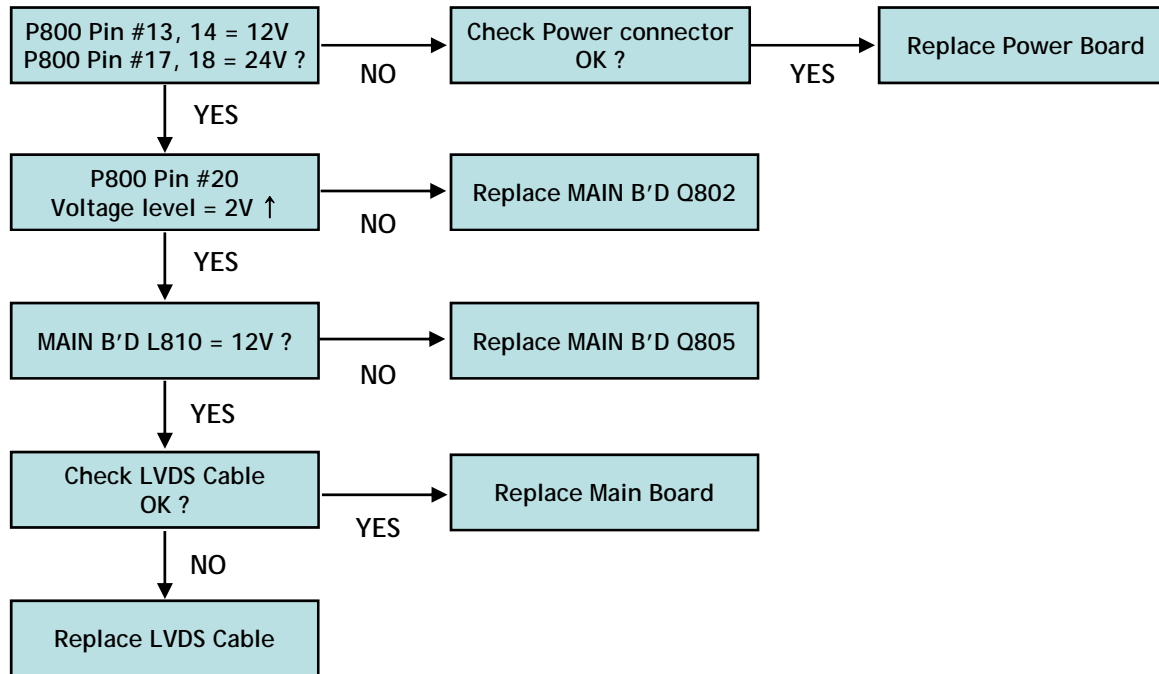 P800 Pin #13, 14 = 12V
P800 Pin #17, 18 = 24V ?
NO
Check Power connector
OK ?
YES
Replace Power Board
YES
P800 Pin #20
Voltage level = 2V ↑
NO
Replace MAIN B’D Q802
YES
MAIN B’D L810 = 12V ?
NO
Replace MAIN B’D Q805
YES
Check LVDS Cable
OK ?
YES
Replace Main Board
NO
Replace LVDS Cable